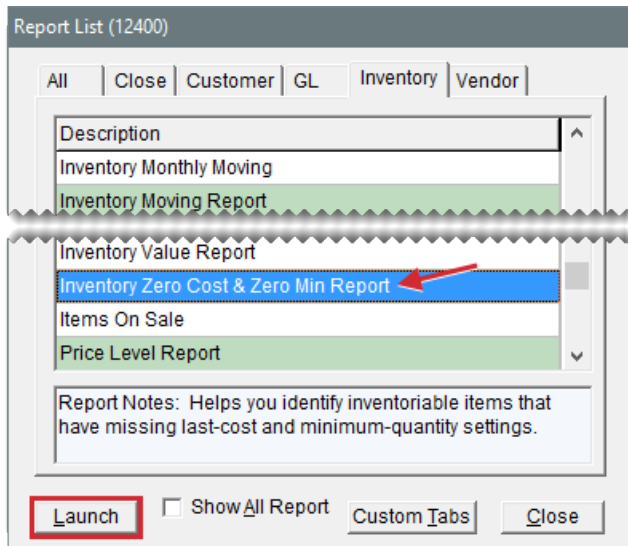 Report List (12400)
All Close Customer GL Inventory Vendor
Description
Inventory Monthly Moving
Inventory Moving Report
Inventory Value Report
Inventory Zero Cost & Zero Min Report
Items On Sale
Price Level Report
Report Notes: Helps you identify inventoriable items that
have missing last-cost and minimum-quantity settings.
Launch Show All Report Custom Tabs Close